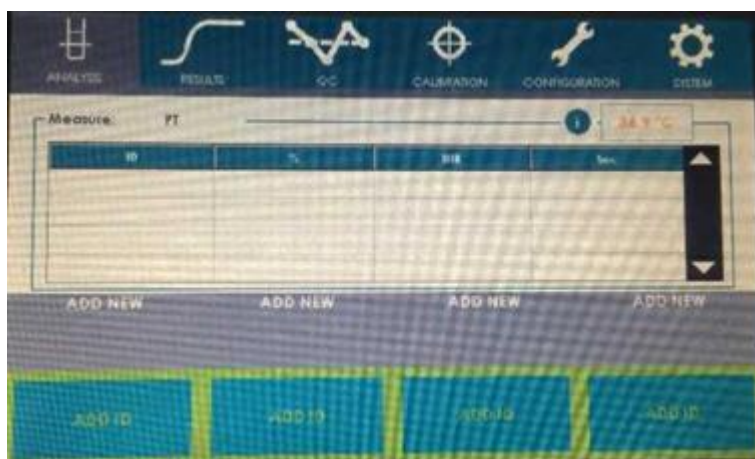 ANALYSIS RESULTS QC CALIBRATION CONFIGURATION SYSTEM
Measure: PT
ID % INR Sec.
ADD NEW ADD NEW ADD NEW ADD NEW
ADD ID ADD ID ADD ID ADD ID